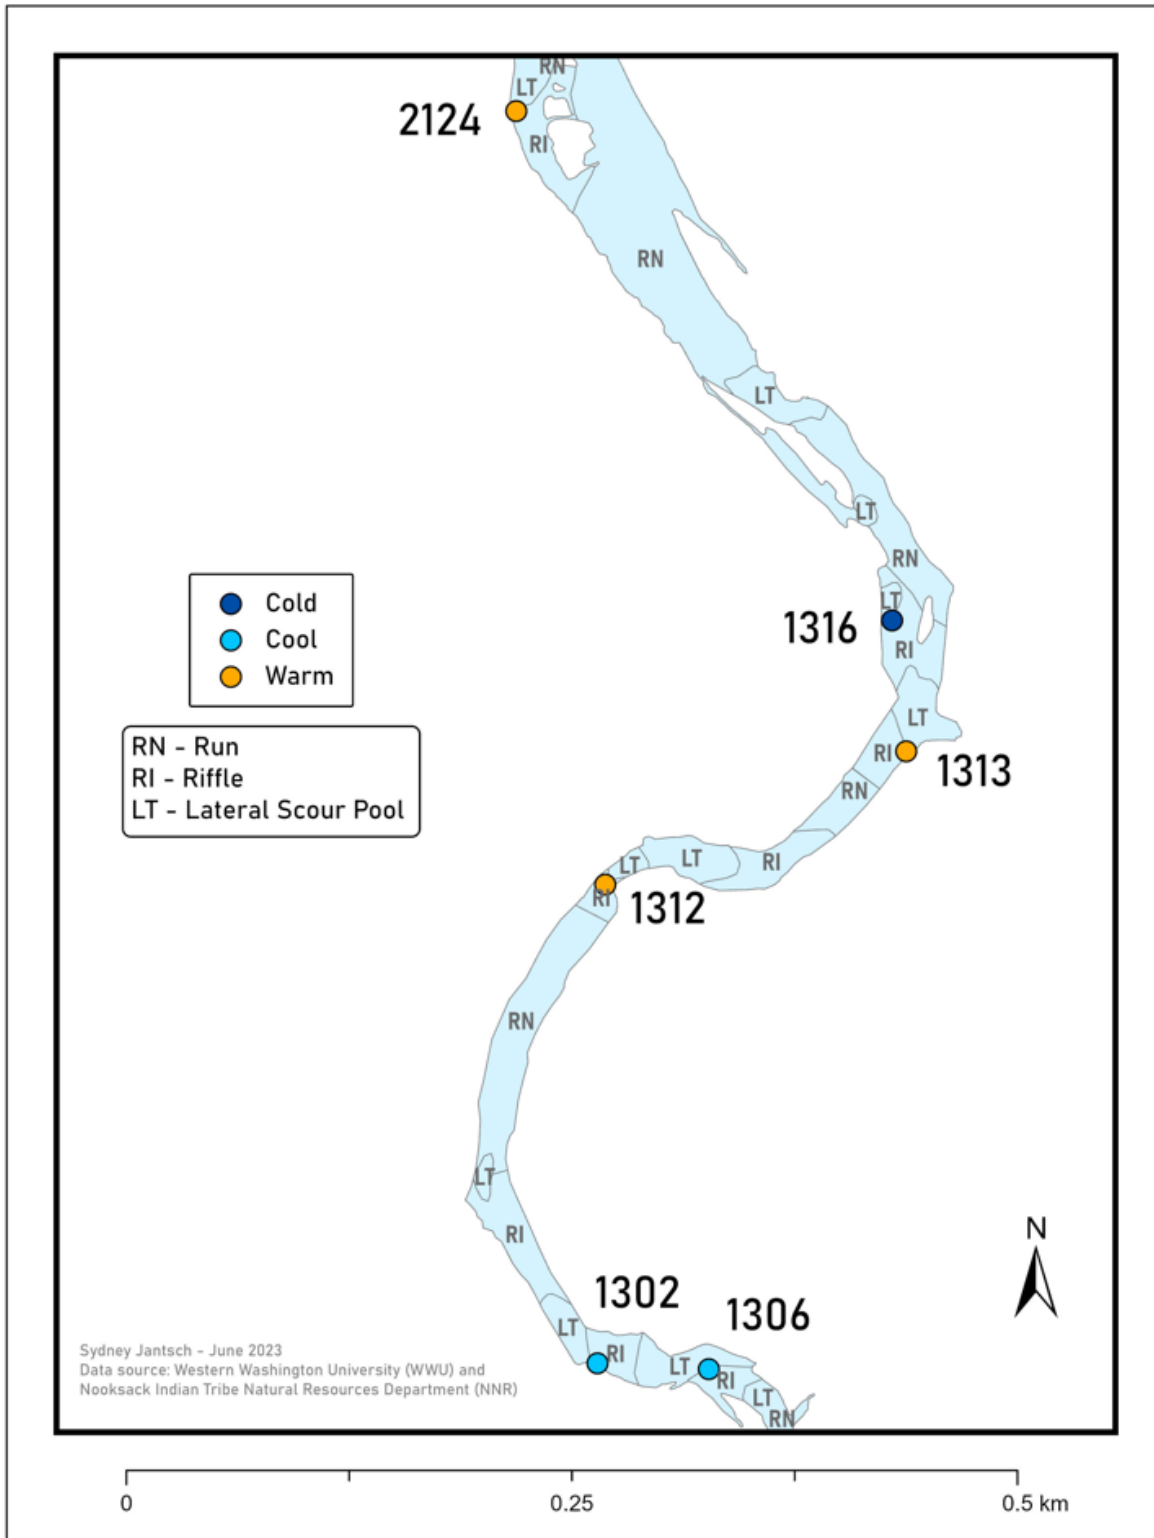 RN
LT
2124
RI
RN
LT
LT
RN
Cold
LT
Cool
1316
RI
Warm
LT
RN - Run
RI
RI - Riffle
1313
RN
LT - Lateral Scour Pool
LT
LT
RI
RI
1312
RN
LT
RI
N
1302
1306
LT
RI
LT
RI
LT
RN
Sydney Jantsch - June 2023
Data source: Western Washington University (WWU) and
Nooksack Indian Tribe Natural Resources Department (NNR)
0
0.25
0.5 km